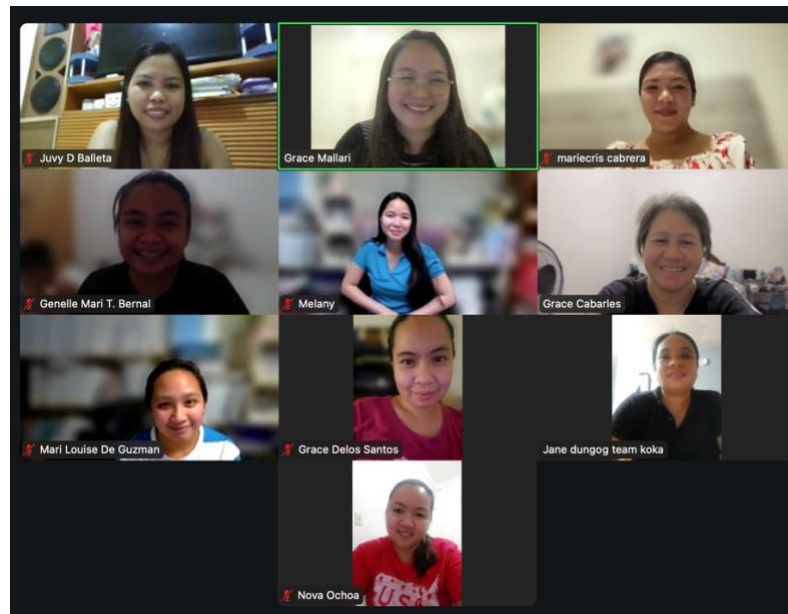 Juvy D Balleta
Grace Mallari
mariecris cabrera
Genelle Mari T. Bernal
Melany
Grace Cabarles
Mari Louise De Guzman
Grace Delos Santos
Jane dungog team koka
Nova Ochoa
USA